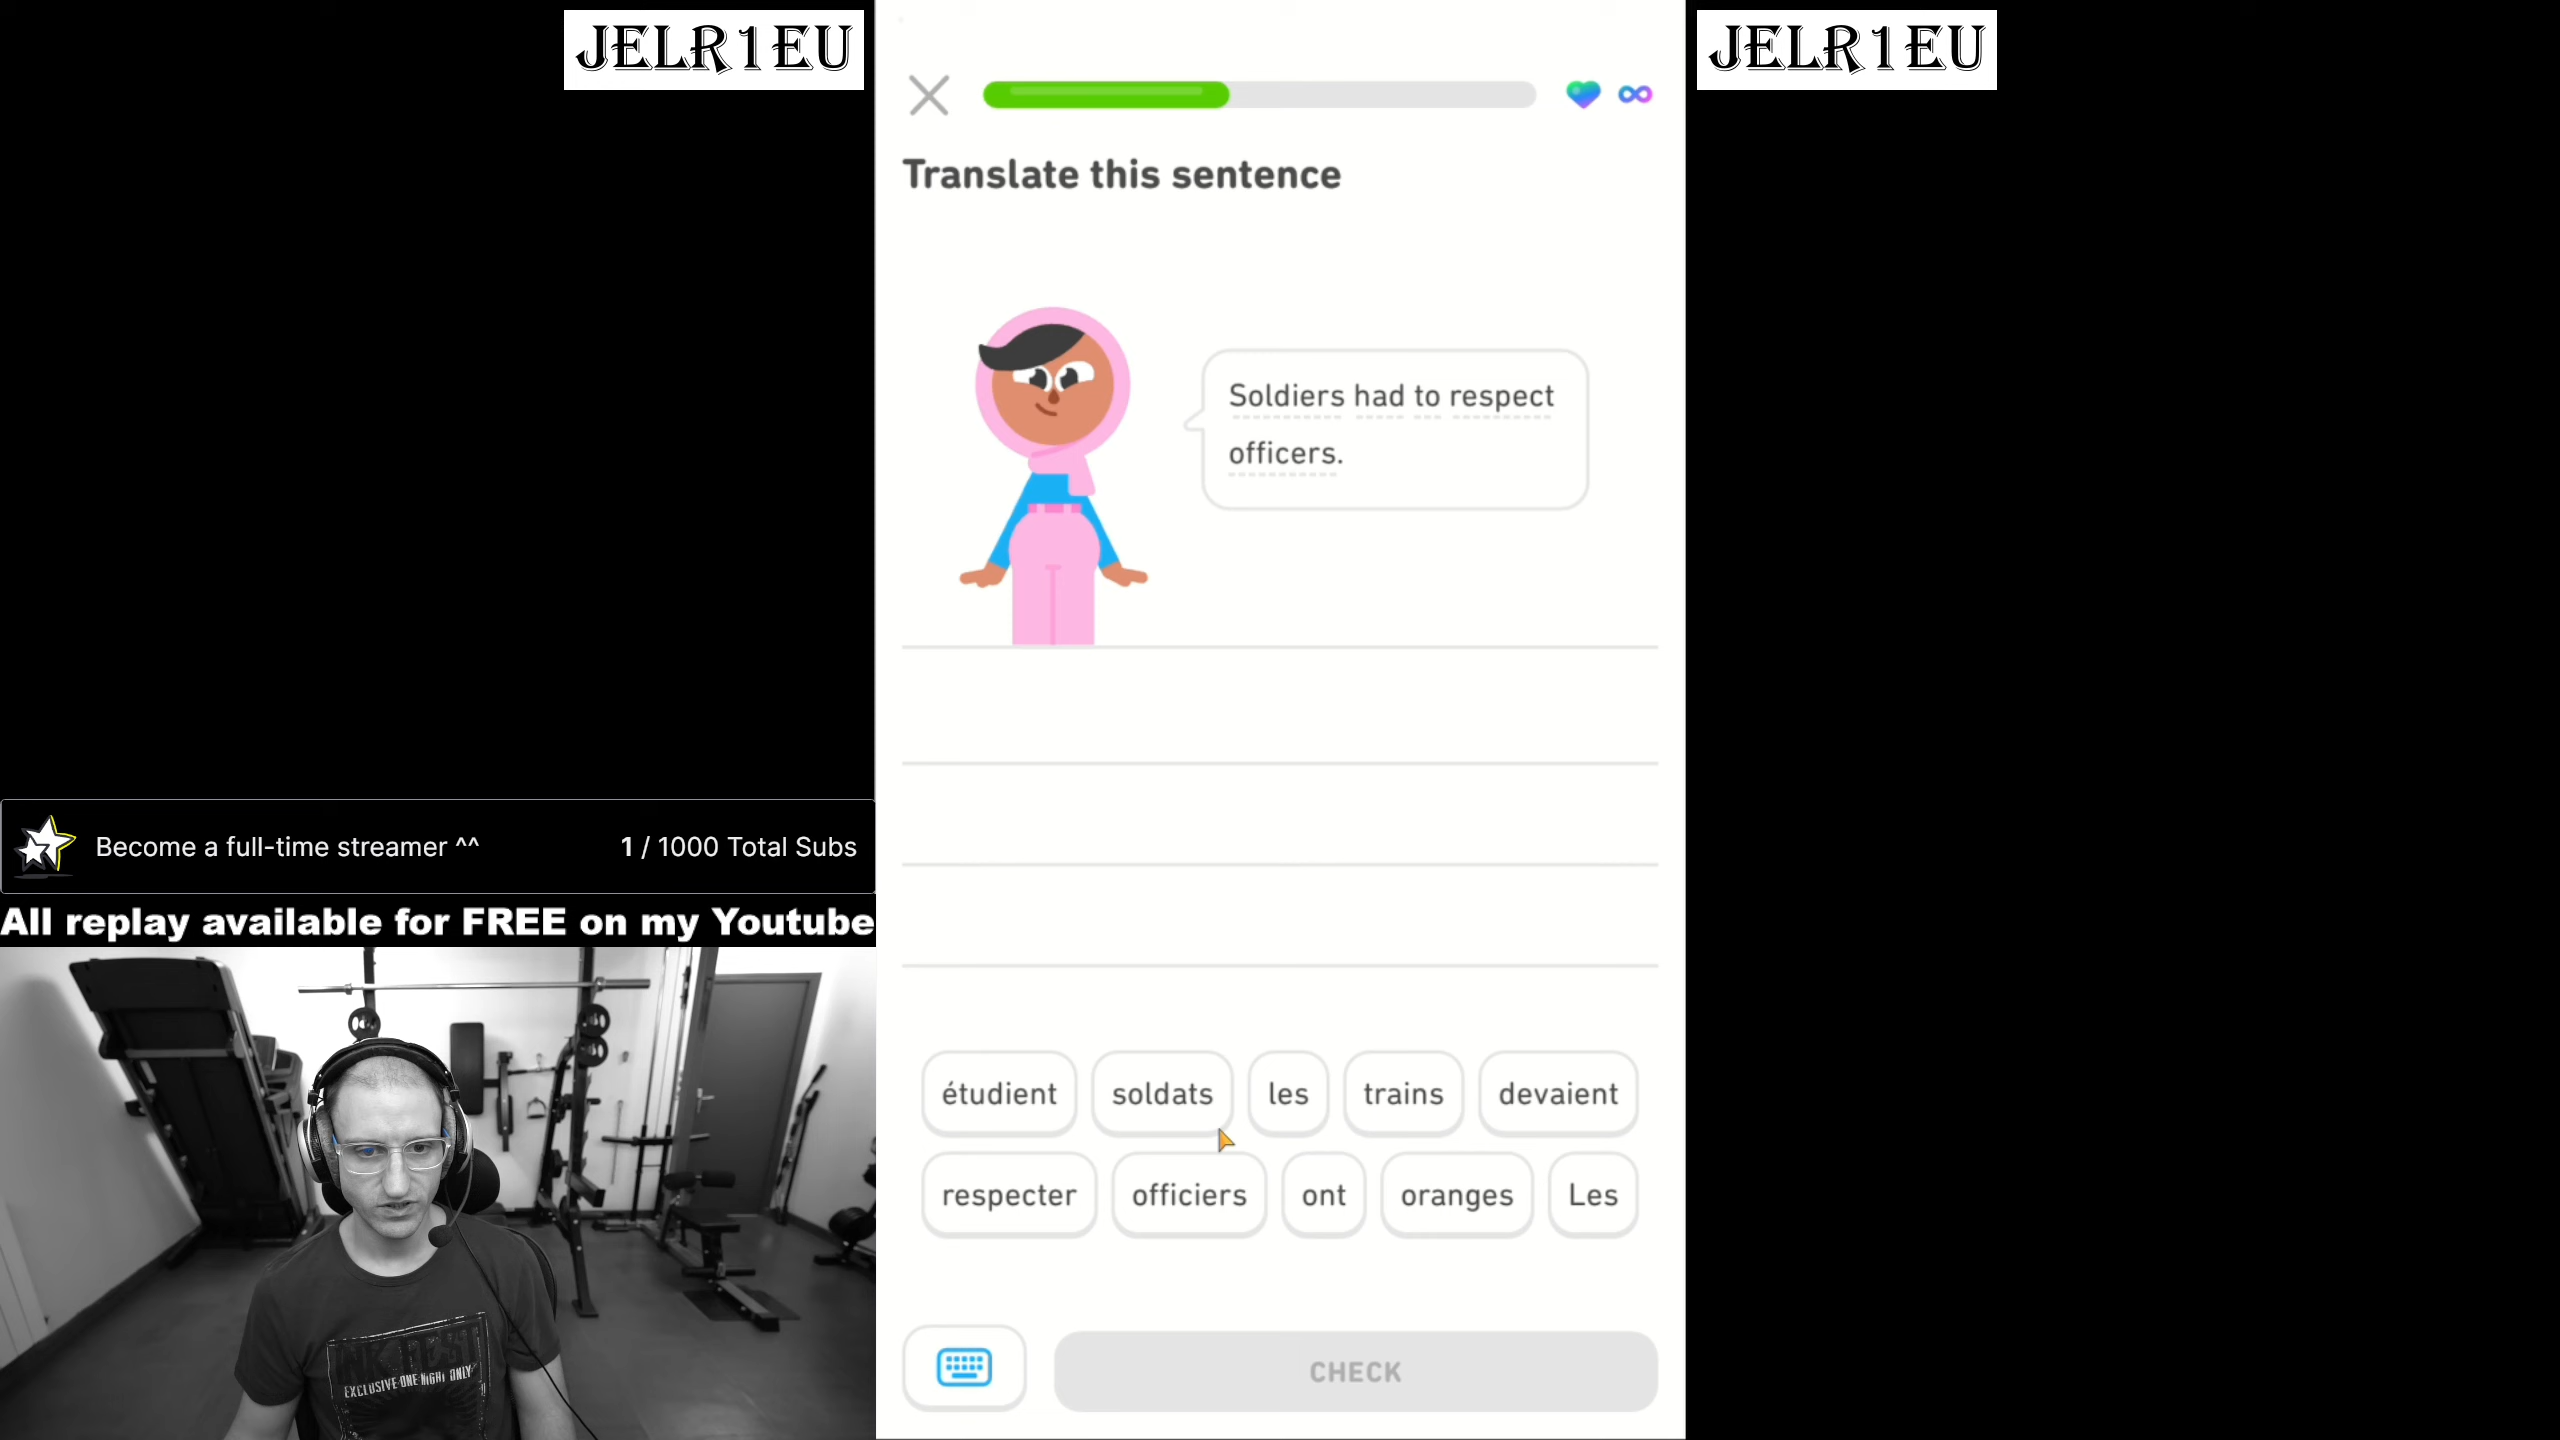 JELR1EU
JELR1EU
Translate this sentence
Soldiers had to respect
officers.
étudient soldats les trains devaient
respecter officiers ont oranges Les
CHECK
Become a full-time streamer ^^ 1 / 1000 Total Subs
All replay available for FREE on my Youtube
EXCLUSIVE ONE NIGHT ONLY